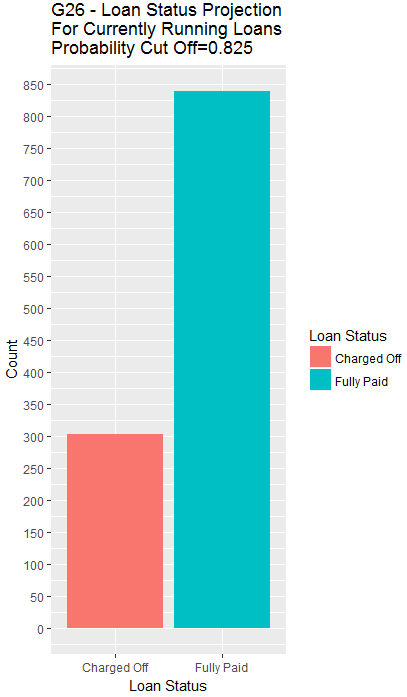 G26 - Loan Status Projection
For Currently Running Loans
Probability Cut Off=0.825
850
800
750
700
650
600
550
500
450
400
350
300
250
200
150
100
50
0
Count
Charged Off
Fully Paid
Loan Status
Loan Status
Charged Off
Fully Paid